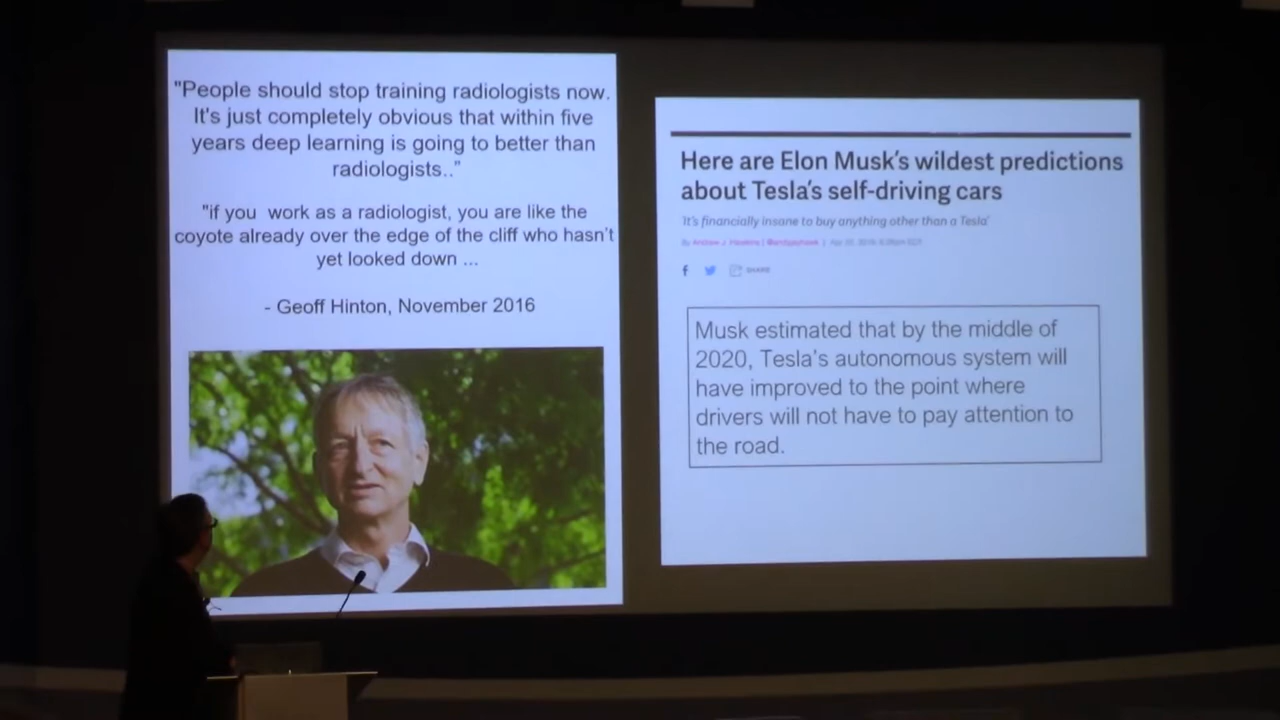 "People should stop training radiologists now.
It's just completely obvious that within five
years deep learning is going to better than
radiologists.."
"if you work as a radiologist, you are like the
coyote already over the edge of the cliff who hasn't
yet looked down ...
- Geoff Hinton, November 2016
Here are Elon Musk's wildest predictions
about Tesla's self-driving cars
'It's financially insane to buy anything other than a Tesla'
By Andrew J. Hawkins |
SHARE
Musk estimated that by the middle of
2020, Tesla's autonomous system will
have improved to the point where
drivers will not have to pay attention to
the road.